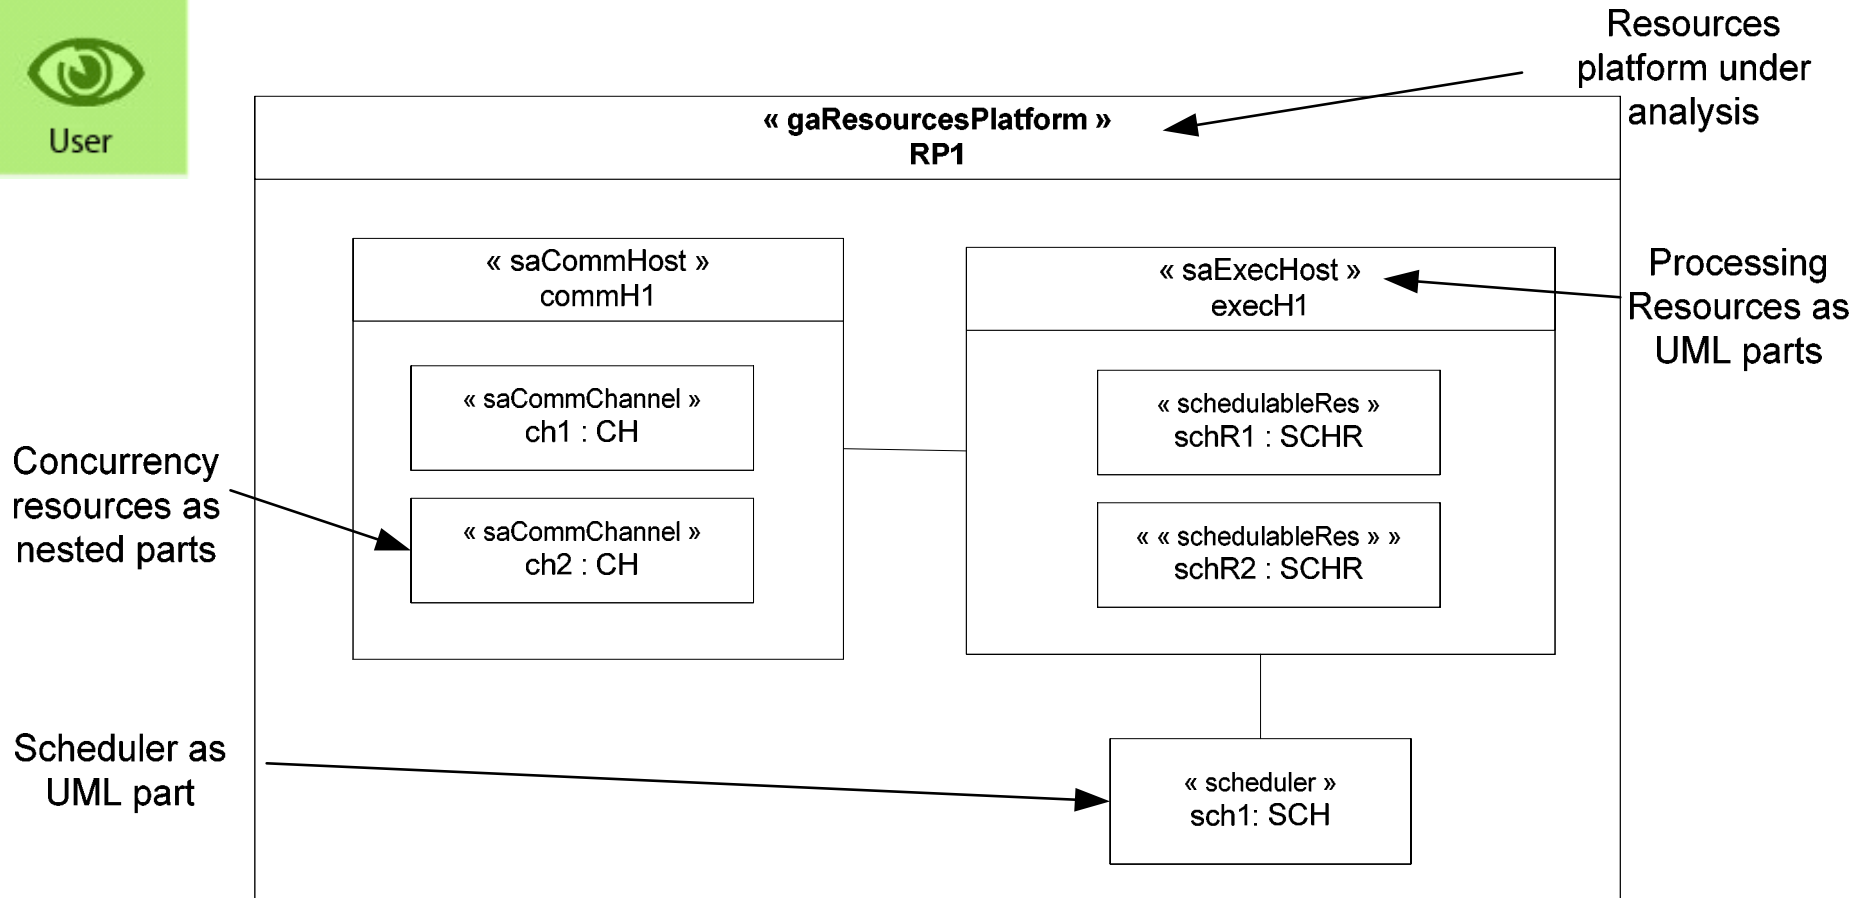 User
Resources
platform under
analysis
« gaResourcesPlatform »
RP1
« saCommHost »
commH1
« saExecHost »
execH1
Processing
Resources as
UML parts
« saCommChannel »
ch1 : CH
« schedulableRes »
schR1 : SCHR
Concurrency
resources as
nested parts
« saCommChannel »
ch2 : CH
« « schedulableRes » »
schR2 : SCHR
Scheduler as
UML part
« scheduler »
sch1: SCH